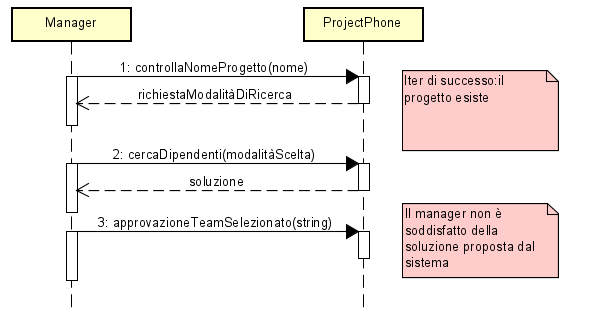 Manager
ProjectPhone
1: controllaNomeProgetto(nome)
richiestaModalitàDiRicerca
Iter di successo:il
progetto esiste
2: cercaDipendenti(modalitàScelta)
soluzione
3: approvazioneTeamSelezionato(string)
Il manager non è
soddisfatto della
soluzione proposta dal
sistema